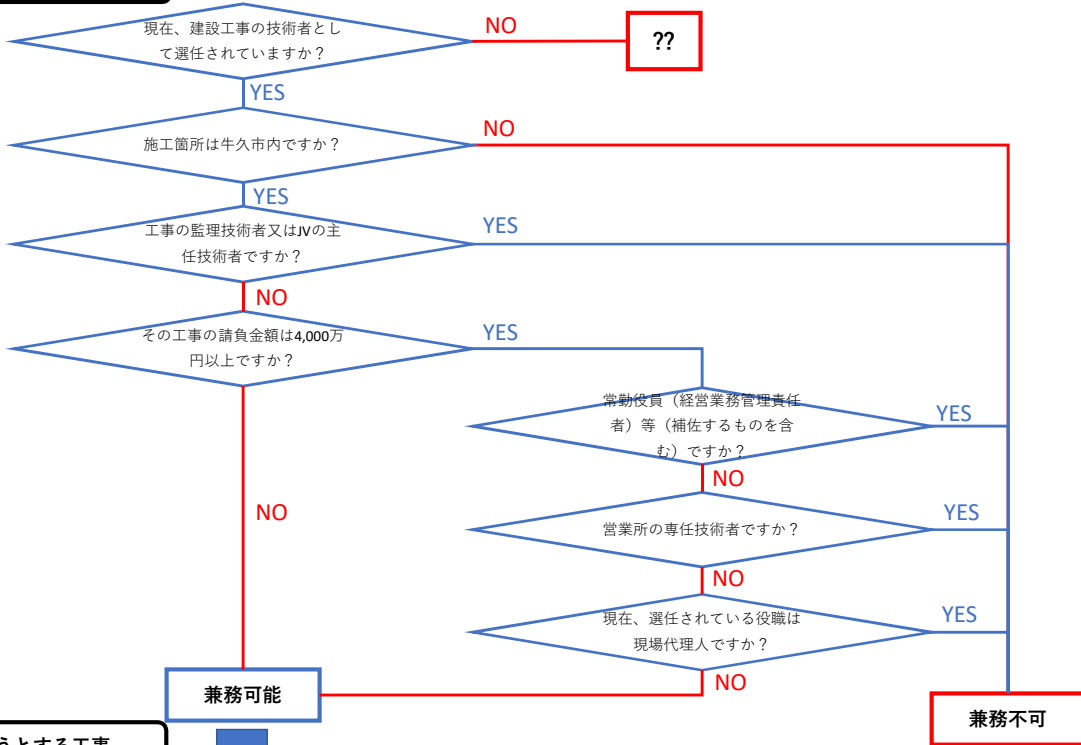 現在、建設工事の技術者とし
て選任されていますか？
NO
??
YES
施工箇所は牛久市内ですか？
NO
YES
工事の監理技術者又はJVの主
任技術者ですか？
YES
NO
その工事の請負金額は4,000万
円以上ですか？
YES
常勤役員（経営業務管理責任
者）等（補佐するものを含
む）ですか？
YES
NO
NO
営業所の専任技術者ですか？
YES
NO
現在、選任されている役職は
現場代理人ですか？
YES
NO
兼務可能
兼務不可
うとする工事